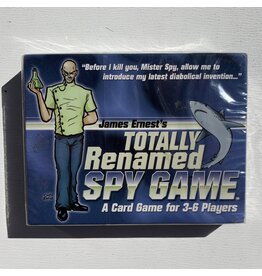 "Before I kill you, Mister Spy, allow me to
introduce my latest diabolical invention..."
James Ernest's
TOTALLY
Renamed
SPY GAME
A Card Game for 3-6 Players